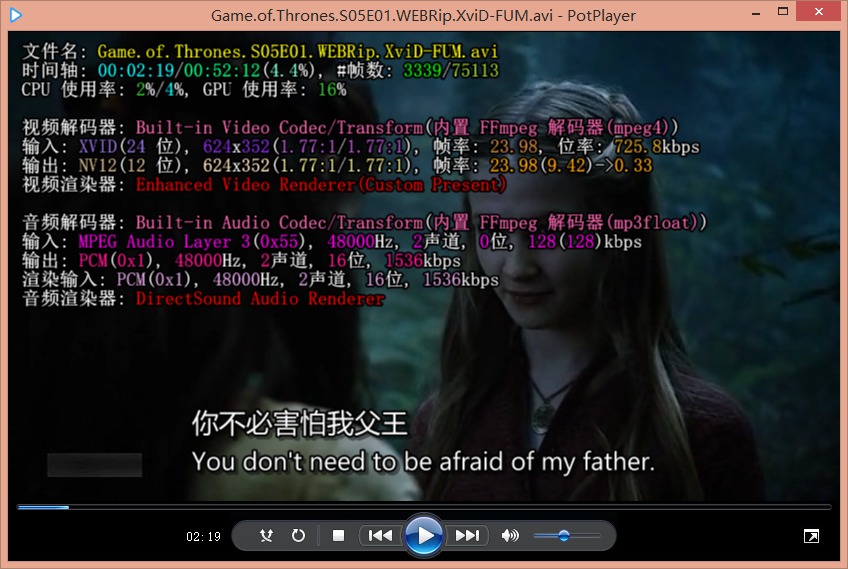 Game.of.Thrones.S05E01.WEBRip.XviD-FUM.avi - PotPlayer
文件名: Game.of.Thrones.S05E01.WEBRip.XviD-FUM.avi
时间轴: 00:02:19/00:52:12(4.4%), #帧数: 3339/75113
CPU 使用率: 2%/4%, GPU 使用率: 16%
视频解码器: Built-in Video Codec/Transform(内置 FFmpeg 解码器(mpeg4))
输入: XVID(24 位), 624x352(1.77:1/1.77:1), 帧率: 23.98, 位率: 725.8kbps
输出: NV12(12 位), 624x352(1.77:1/1.77:1), 帧率: 23.98(9.42)->0.33
视频渲染器: Enhanced Video Renderer(Custom Present)
音频解码器: Built-in Audio Codec/Transform(内置 FFmpeg 解码器(mp3float))
输入: MPEG Audio Layer 3(0x55), 48000Hz, 2声道, 0位, 128(128)kbps
输出: PCM(0x1), 48000Hz, 2声道, 16位, 1536kbps
渲染输入: PCM(0x1), 48000Hz, 2声道, 16位, 1536kbps
音频渲染器: DirectSound Audio Renderer
你不必害怕我父王
You don't need to be afraid of my father.
02:19